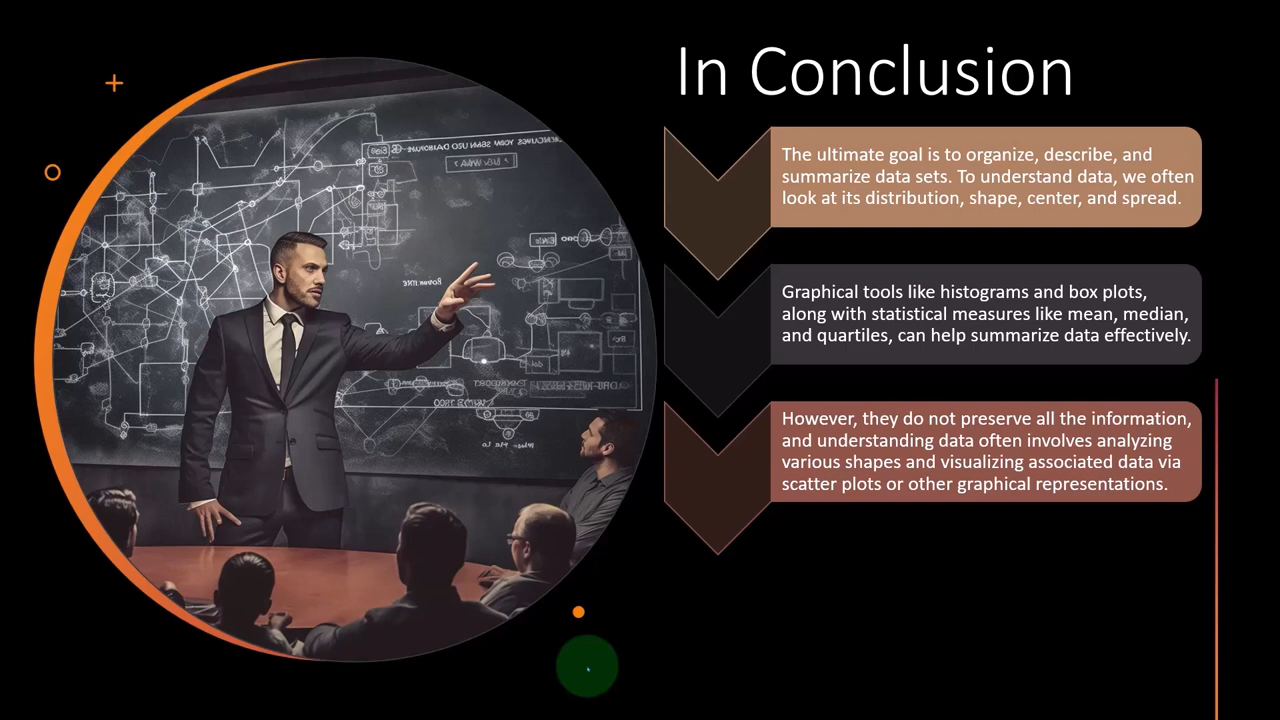 In Conclusion
The ultimate goal is to organize, describe, and
summarize data sets. To understand data, we often
look at its distribution, shape, center, and spread.
Graphical tools like histograms and box plots,
along with statistical measures like mean, median,
and quartiles, can help summarize data effectively.
However, they do not preserve all the information,
and understanding data often involves analyzing
various shapes and visualizing associated data via
scatter plots or other graphical representations.